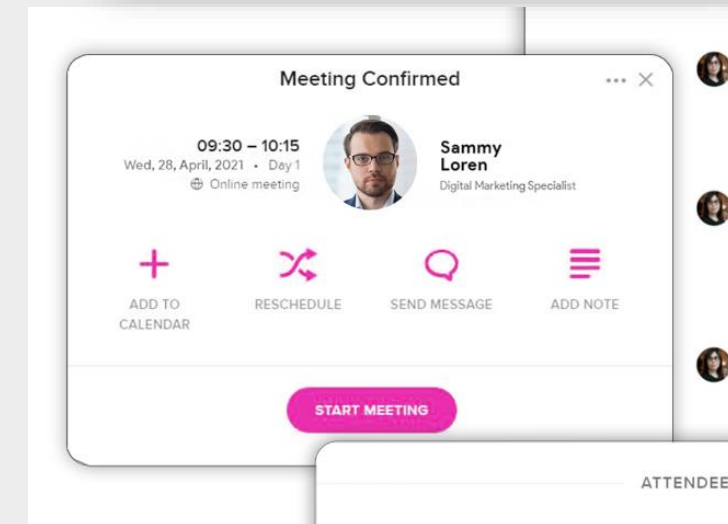 Meeting Confirmed
09:30 – 10:15
Wed, 28, April, 2021 • Day 1
Online meeting
Sammy
Loren
Digital Marketing Specialist
ADD TO
CALENDAR
RESCHEDULE
SEND MESSAGE
ADD NOTE
START MEETING
ATTENDEE